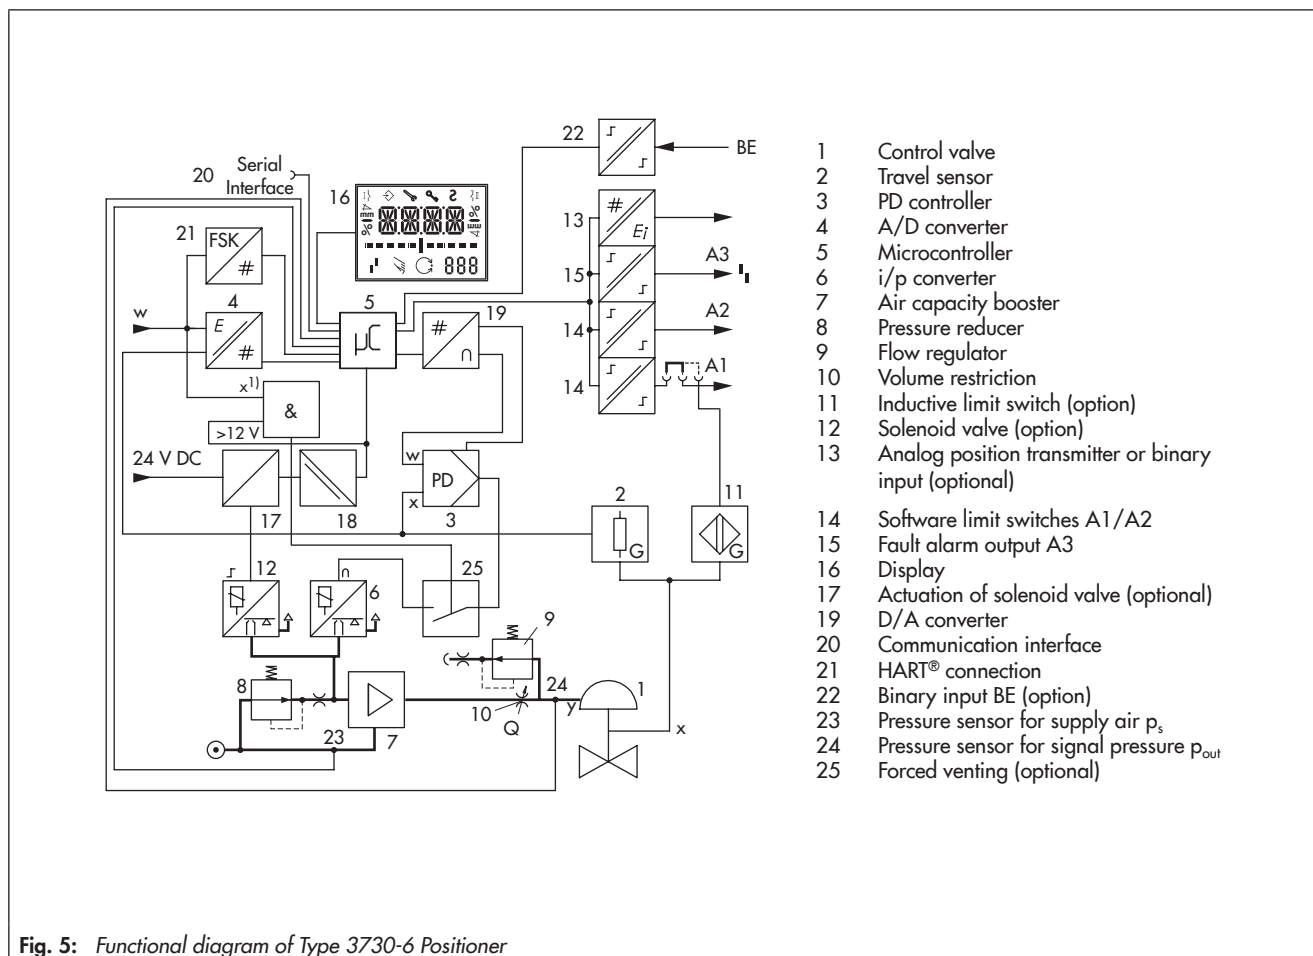 22
BE
Serial
Interface
20
16
mm
%
%
mm
888
13
#
Ei
21
FSK
#
15
A3
4
5
19
w
E
#
µC
#
∩
14
A2
14
A1
x1)
&
>12 V
24 V DC
w
PD
x
3
17
18
2
G
11
G
12
∩
6
25
9
8
24
1
10
Q
y
x
23
7
1 Control valve
2 Travel sensor
3 PD controller
4 A/D converter
5 Microcontroller
6 i/p converter
7 Air capacity booster
8 Pressure reducer
9 Flow regulator
10 Volume restriction
11 Inductive limit switch (option)
12 Solenoid valve (option)
13 Analog position transmitter or binary
input (optional)
14 Software limit switches A1/A2
15 Fault alarm output A3
16 Display
17 Actuation of solenoid valve (optional)
19 D/A converter
20 Communication interface
21 HART® connection
22 Binary input BE (option)
23 Pressure sensor for supply air ps
24 Pressure sensor for signal pressure pout
25 Forced venting (optional)
Fig. 5: Functional diagram of Type 3730-6 Positioner